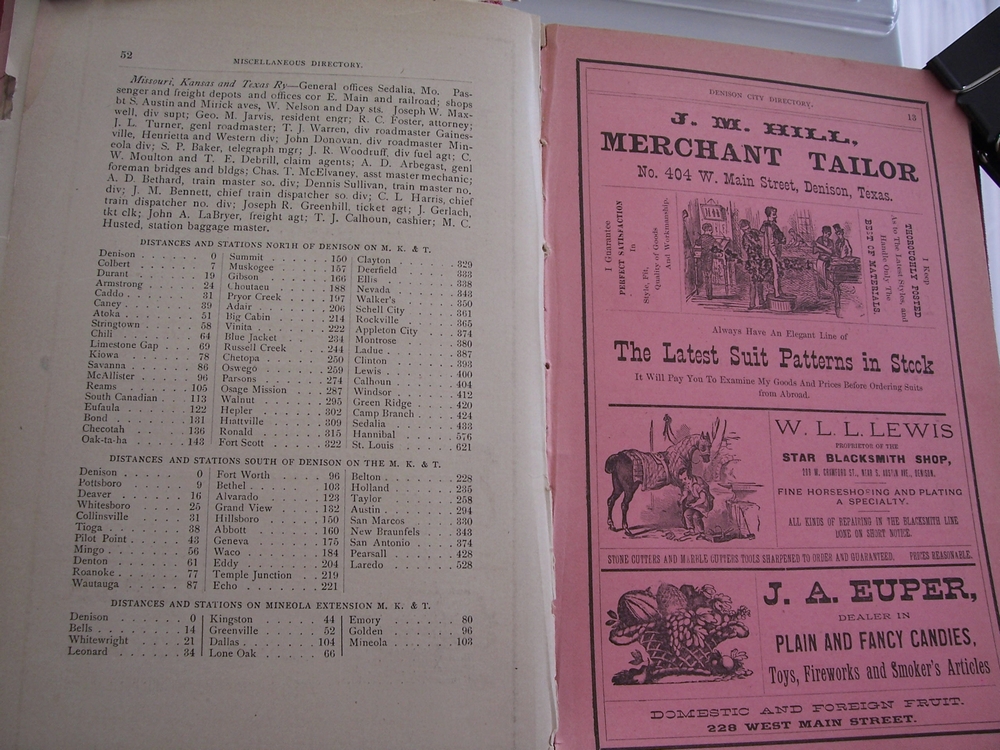 52
MISCELLANEOUS DIRECTORY.
Missouri, Kansas and Texas Ry—General offices Sedalia, Mo. Pas-
senger and freight depots and offices cor E. Main and railroad; shops
bt S. Austin and Mirick aves, W. Nelson and Day sts. Joseph W. Max-
well, div supt; Geo. M. Jarvis, resident engr; R. C. Foster, attorney;
J. L. Turner, genl roadmaster; T. J. Warren, div roadmaster Gaines-
ville, Henrietta and Western div; John Donovan, div roadmaster Min-
eola div; S. P. Baker, telegraph mgr; J. R. Woodruff, div fuel agt; C.
W. Moulton and T. E. Debrill, claim agents; A. D. Arbegast, genl
foreman bridges and bldgs; Chas. T. McElvaney, asst master mechanic;
A. D. Bethard, train master so. div; Dennis Sullivan, train master no.
div; J. M. Bennett, chief train dispatcher so. div; C. L Harris, chief
train dispatcher no. div; Joseph R. Greenhill, ticket agt; J. Gerlach,
tkt clk; John A. LaBryer, freight agt; T. J. Calhoun, cashier; M. C.
Husted, station baggage master.
DISTANCES AND STATIONS NORTH OF DENISON ON M. K. & T.
Denison 0
Colbert 7
Durant 19
Armstrong 24
Caddo 31
Caney 39
Atoka 51
Stringtown 58
Chili 64
Limestone Gap 69
Kiowa 78
Savanna 86
McAllister 96
Reams 105
South Canadian 113
Eufaula 122
Bond 131
Checotah 136
Oak-ta-ha 143
Summit 150
Muskogee 157
Gibson 166
Choutaeu 188
Pryor Creek 197
Adair 206
Big Cabin 214
Vinita 222
Blue Jacket 234
Russell Creek 244
Chetopa 250
Oswego 259
Parsons 274
Osage Mission 287
Walnut 295
Hepler 302
Hiattville 309
Ronald 315
Fort Scott 322
Clayton 329
Deerfield 333
Ellis 338
Nevada 343
Walker's 350
Schell City 361
Rockville 365
Appleton City 374
Montrose 380
Ladue 387
Clinton 393
Lewis 400
Calhoun 404
Windsor 412
Green Ridge 420
Camp Branch 424
Sedalia 433
Hannibal 576
St. Louis 621
DISTANCES AND STATIONS SOUTH OF DENISON ON THE M. K. & T.
Denison 0
Pottsboro 9
Deaver 16
Whitesboro 25
Collinsville 31
Tioga 38
Pilot Point 43
Mingo 56
Denton 61
Roanoke 77
Wautauga 87
Fort Worth 96
Bethel 103
Alvarado 123
Grand View 132
Hillsboro 150
Abbott 160
Geneva 175
Waco 184
Eddy 204
Temple Junction 219
Echo 221
Belton 228
Holland 235
Taylor 258
Austin 294
San Marcos 330
New Braunfels 343
San Antonio 374
Pearsall 428
Laredo 528
DISTANCES AND STATIONS ON MINEOLA EXTENSION M. K. & T.
Denison 0
Bells 14
Whitewright 21
Leonard 34
Kingston 44
Greenville 52
Dallas 104
Lone Oak 66
Emory 80
Golden 96
Mineola 103
DENISON CITY DIRECTORY.
13
J. M. HILL,
MERCHANT TAILOR
No. 404 W. Main Street, Denison, Texas.
I Guarantee
PERFECT SATISFACTION
In
Style, Fit,
Quality of Goods
And Workmanship.
I Keep
THOROUGHLY POSTED
As to The Latest Styles, and
Handle Only The
BEST OF MATERIALS.
Always Have An Elegant Line of
The Latest Suit Patterns in Stock
It Will Pay You To Examine My Goods And Prices Before Ordering Suits
from Abroad.
W. L. L. LEWIS
PROPRIETOR OF THE
STAR BLACKSMITH SHOP,
W. CRAWFORD ST., NEAR S. AUSTIN AVE., DENISON.
FINE HORSESHOEING AND PLATING
A SPECIALTY.
ALL KINDS OF REPAIRING IN THE BLACKSMITH LINE
DONE ON SHORT NOTICE.
STONE CUTTERS AND MARBLE CUTTERS TOOLS SHARPENED TO ORDER AND GUARANTEED. PRICES REASONABLE.
J. A. EUPER,
DEALER IN
PLAIN AND FANCY CANDIES,
Toys, Fireworks and Smoker's Articles
DOMESTIC AND FOREIGN FRUIT.
228 WEST MAIN STREET.